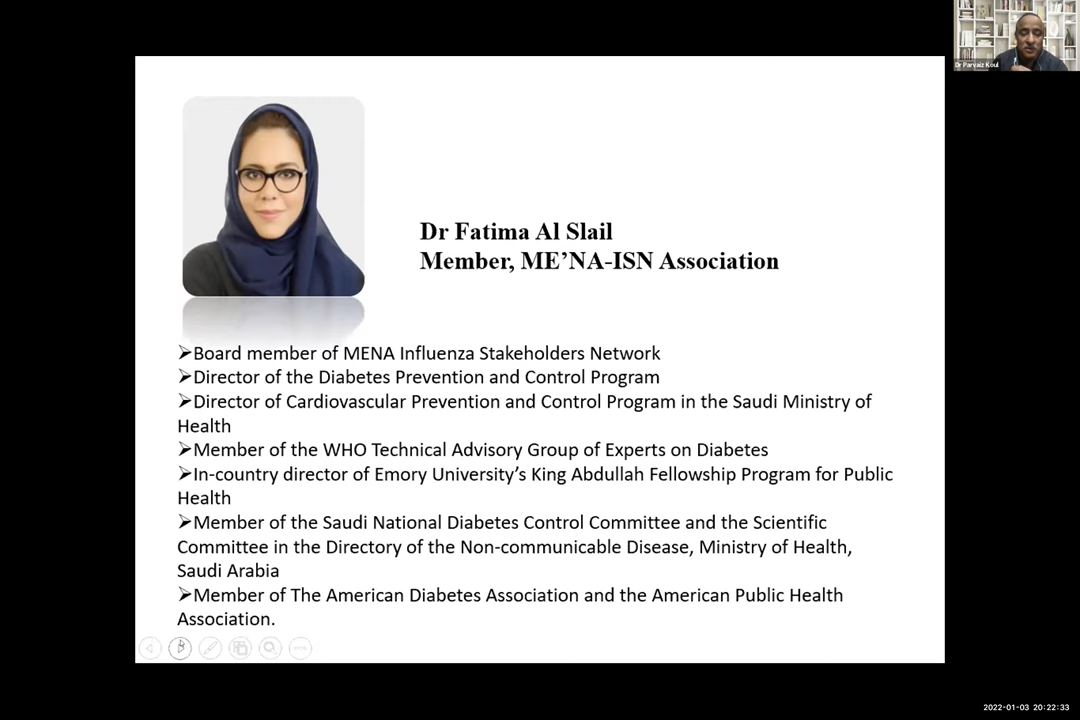 Dr Parvaiz Koul
Dr Fatima Al Slail
Member, ME’NA-ISN Association
➢Board member of MENA Influenza Stakeholders Network
➢Director of the Diabetes Prevention and Control Program
➢Director of Cardiovascular Prevention and Control Program in the Saudi Ministry of
Health
➢Member of the WHO Technical Advisory Group of Experts on Diabetes
➢In-country director of Emory University’s King Abdullah Fellowship Program for Public
Health
➢Member of the Saudi National Diabetes Control Committee and the Scientific
Committee in the Directory of the Non-communicable Disease, Ministry of Health,
Saudi Arabia
➢Member of The American Diabetes Association and the American Public Health
Association.
2022-01-03 20:22:33